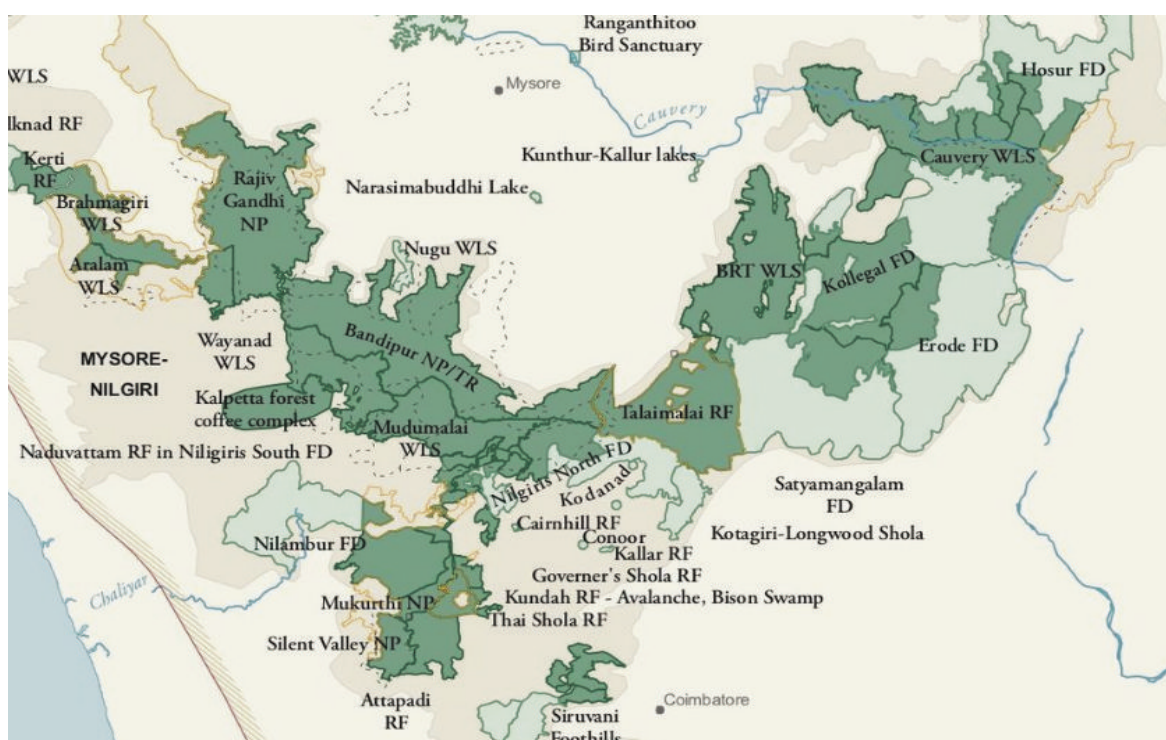 Ranganthitoo
Bird Sanctuary
Hosur FD
WLS
Mysore
Cauvery
lknad RF
Kunthur-Kallur lakes
Cauvery WLS
Kerti
RF
Rajiv
Gandhi
NP
Narasimabuddhi Lake
Brahmagiri
WLS
Nugu WLS
Aralam
WLS
BRT WLS
Kollegal FD
Wayanad
WLS
Bandipur NP/TR
Erode FD
MYSORE-
NILGIRI
Kalpetta forest
coffee complex
Talaimalai RF
Mudumalai
WLS
Naduvattam RF in Niligiris South FD
Nilgiris North FD
Kodanad
Satyamangalam
FD
Cairnhill RF
Conoor
Kotagiri-Longwood Shola
Nilambur FD
Kallar RF
Governer's Shola RF
Chaliyar
Mukurthi NP
Kundah RF - Avalanche, Bison Swamp
Thai Shola RF
Silent Valley NP
Attapadi
RF
Coimbatore
Siruvani
Foothills